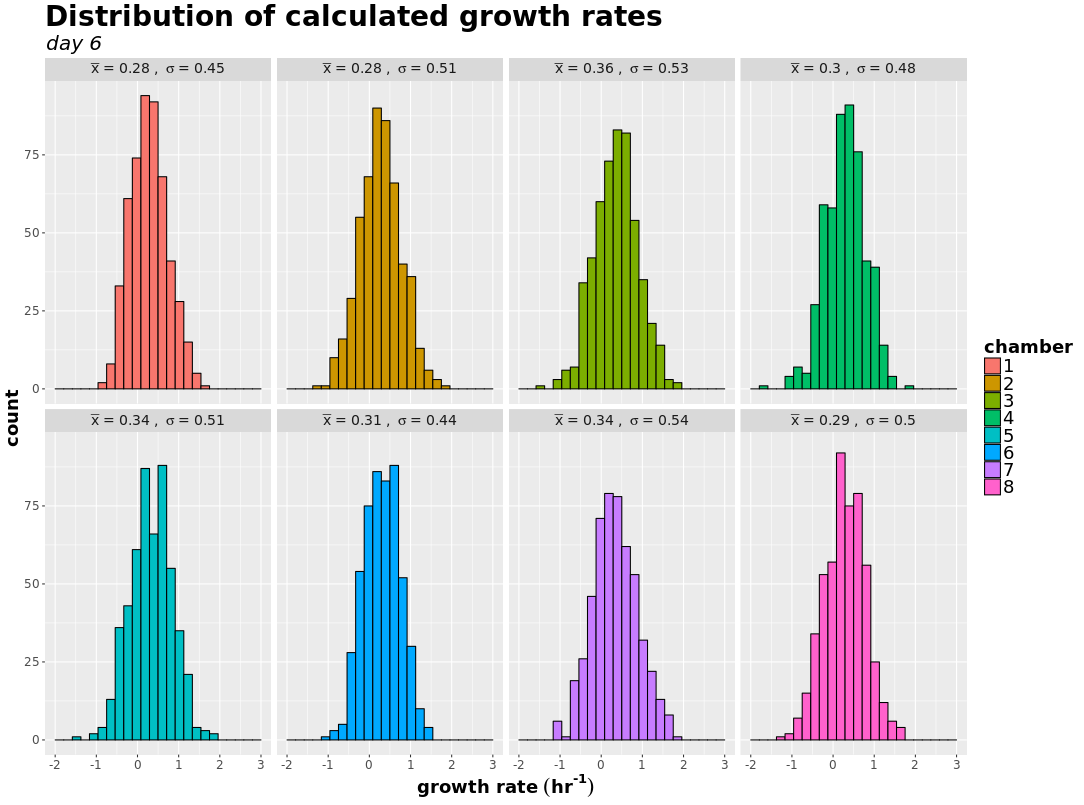 Distribution of calculated growth rates
day 6
x̅ = 0.28 , σ = 0.45
x̅ = 0.28 , σ = 0.51
x̅ = 0.36 , σ = 0.53
x̅ = 0.3 , σ = 0.48
75
50
25
0
x̅ = 0.34 , σ = 0.51
x̅ = 0.31 , σ = 0.44
x̅ = 0.34 , σ = 0.54
x̅ = 0.29 , σ = 0.5
75
50
25
0
-2 -1 0 1 2 3
-2 -1 0 1 2 3
-2 -1 0 1 2 3
-2 -1 0 1 2 3
count
growth rate (hr⁻¹)
chamber
1
2
3
4
5
6
7
8